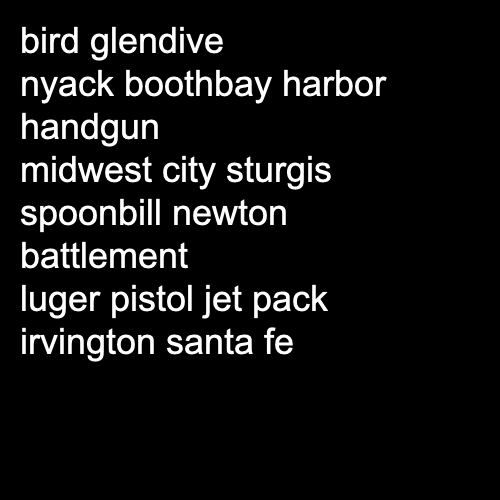 bird glendive
nyack boothbay harbor
handgun
midwest city sturgis
spoonbill newton
battlement
luger pistol jet pack
irvington santa fe